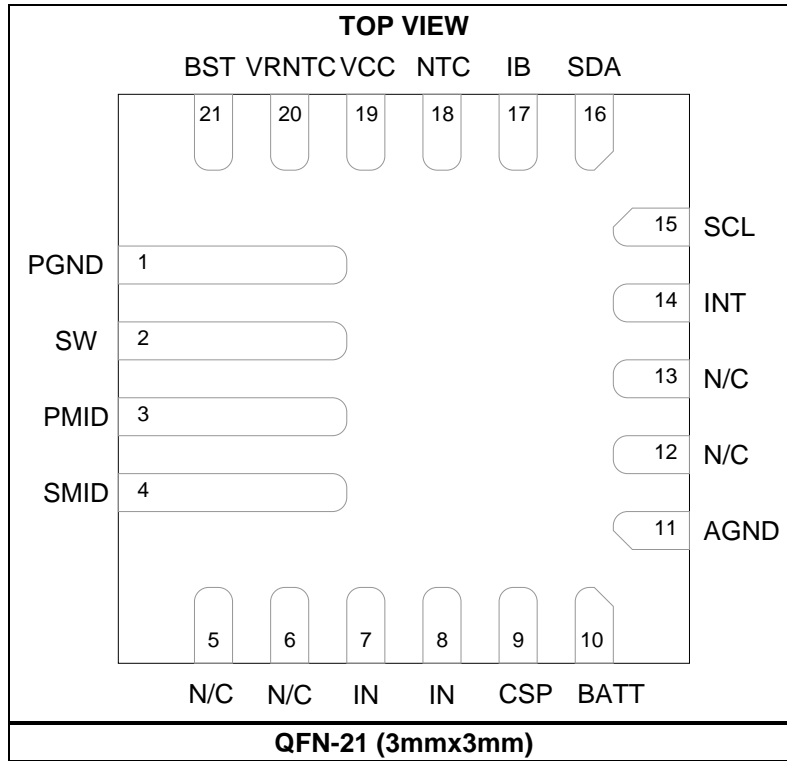 TOP VIEW
BST VRNTC VCC NTC IB SDA
21 20 19 18 17 16
15 SCL
PGND 1
14 INT
SW 2
13 N/C
PMID 3
12 N/C
SMID 4
11 AGND
5 6 7 8 9 10
N/C N/C IN IN CSP BATT
QFN-21 (3mmx3mm)